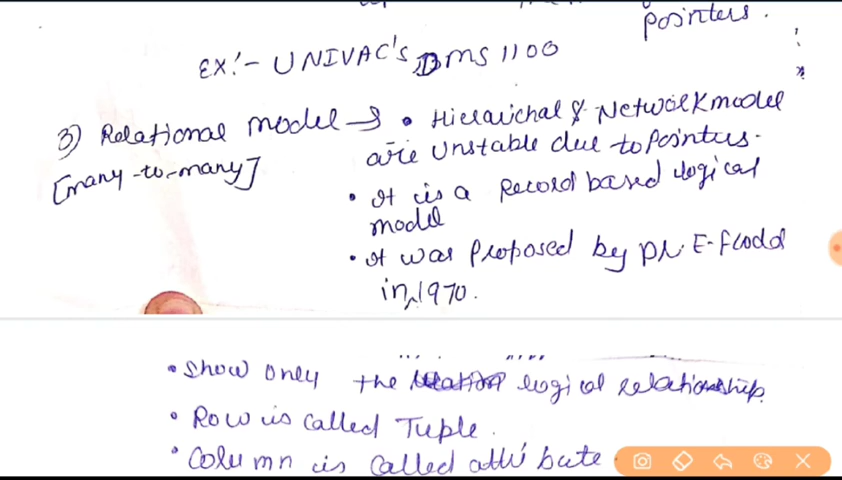 pointers.
EX:- UNIVAC's DMS 1100
3) Relational model → • Hierarichal & Network model
[many-to-many] are unstable due to pointers.
• It is a Record based logical
model
• It was proposed by Dr. E-f codd
in 1970.
• Show only the logical relationship.
• Row is called Tuple.
• Column is called attribute